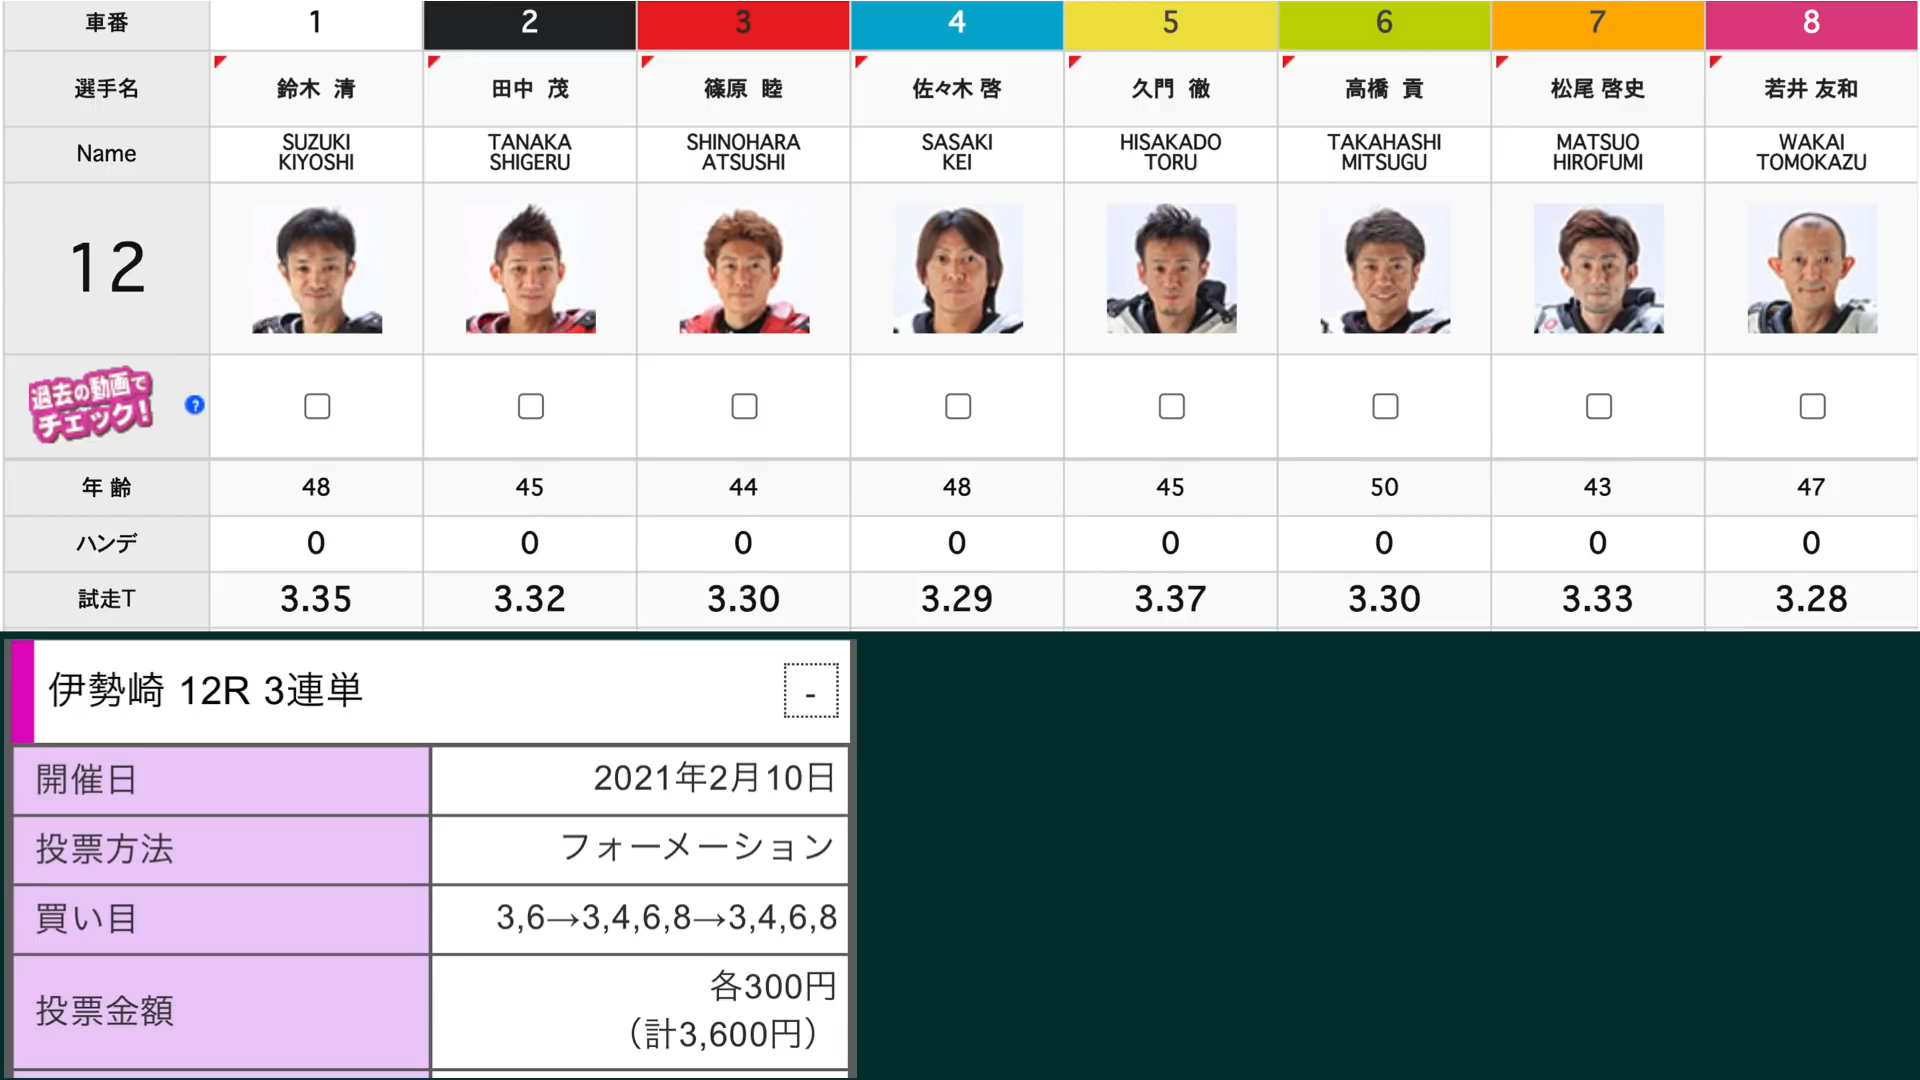 車番 1 2 3 4 5 6 7 8
選手名 鈴木 清 田中 茂 篠原 睦 佐々木 啓 久門 徹 高橋 貢 松尾 啓史 若井 友和
Name SUZUKI KIYOSHI TANAKA SHIGERU SHINOHARA ATSUSHI SASAKI KEI HISAKADO TORU TAKAHASHI MITSUGU MATSUO HIROFUMI WAKAI TOMOKAZU
12
過去の動画で
チェック! ?
年齢 48 45 44 48 45 50 43 47
ハンデ 0 0 0 0 0 0 0 0
試走T 3.35 3.32 3.30 3.29 3.37 3.30 3.33 3.28
伊勢崎 12R 3連単 -
開催日 2021年2月10日
投票方法 フォーメーション
買い目 3,6→3,4,6,8→3,4,6,8
投票金額 各300円
（計3,600円）